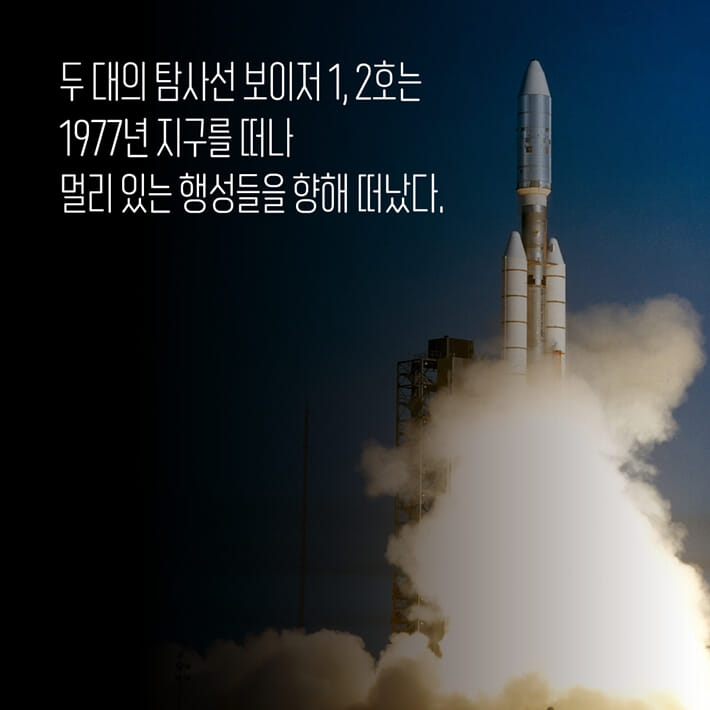 두 대의 탐사선 보이저 1, 2호는
1977년 지구를 떠나
멀리 있는 행성들을 향해 떠났다.